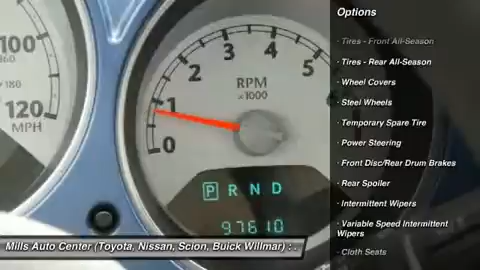 Options
· Tires - Front All-Season
· Tires - Rear All-Season
· Wheel Covers
· Steel Wheels
· Temporary Spare Tire
· Power Steering
· Front Disc/Rear Drum Brakes
· Rear Spoiler
· Intermittent Wipers
· Variable Speed Intermittent
Wipers
· Cloth Seats
100
180
120
MPH
0
1
2
3
4
5
RPM
x1000
P R N D
97610
Mills Auto Center (Toyota, Nissan, Scion, Buick Willmar) : .